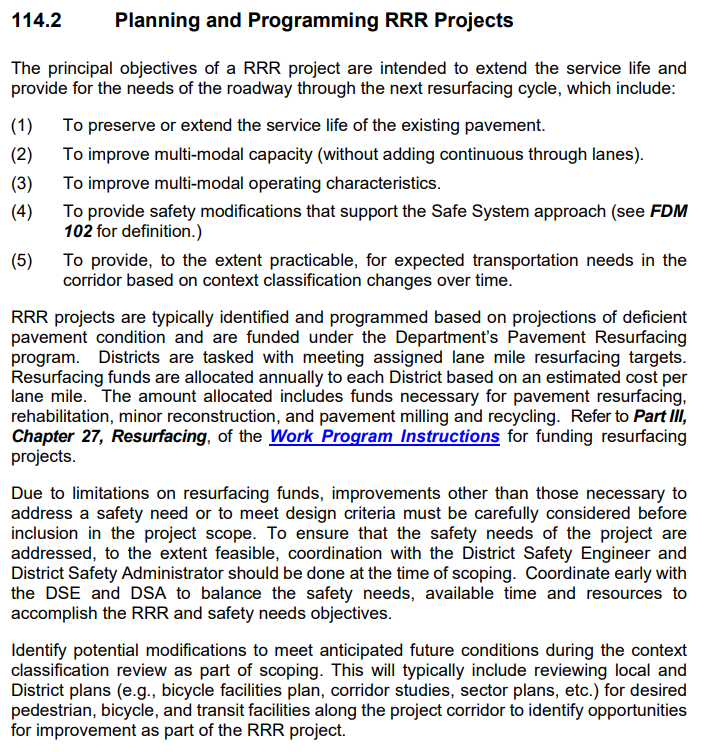 114.2 Planning and Programming RRR Projects
The principal objectives of a RRR project are intended to extend the service life and
provide for the needs of the roadway through the next resurfacing cycle, which include:
(1) To preserve or extend the service life of the existing pavement.
(2) To improve multi-modal capacity (without adding continuous through lanes).
(3) To improve multi-modal operating characteristics.
(4) To provide safety modifications that support the Safe System approach (see FDM
102 for definition.)
(5) To provide, to the extent practicable, for expected transportation needs in the
corridor based on context classification changes over time.
RRR projects are typically identified and programmed based on projections of deficient
pavement condition and are funded under the Department's Pavement Resurfacing
program. Districts are tasked with meeting assigned lane mile resurfacing targets.
Resurfacing funds are allocated annually to each District based on an estimated cost per
lane mile. The amount allocated includes funds necessary for pavement resurfacing,
rehabilitation, minor reconstruction, and pavement milling and recycling. Refer to Part III,
Chapter 27, Resurfacing, of the Work Program Instructions for funding resurfacing
projects.
Due to limitations on resurfacing funds, improvements other than those necessary to
address a safety need or to meet design criteria must be carefully considered before
inclusion in the project scope. To ensure that the safety needs of the project are
addressed, to the extent feasible, coordination with the District Safety Engineer and
District Safety Administrator should be done at the time of scoping. Coordinate early with
the DSE and DSA to balance the safety needs, available time and resources to
accomplish the RRR and safety needs objectives.
Identify potential modifications to meet anticipated future conditions during the context
classification review as part of scoping. This will typically include reviewing local and
District plans (e.g., bicycle facilities plan, corridor studies, sector plans, etc.) for desired
pedestrian, bicycle, and transit facilities along the project corridor to identify opportunities
for improvement as part of the RRR project.